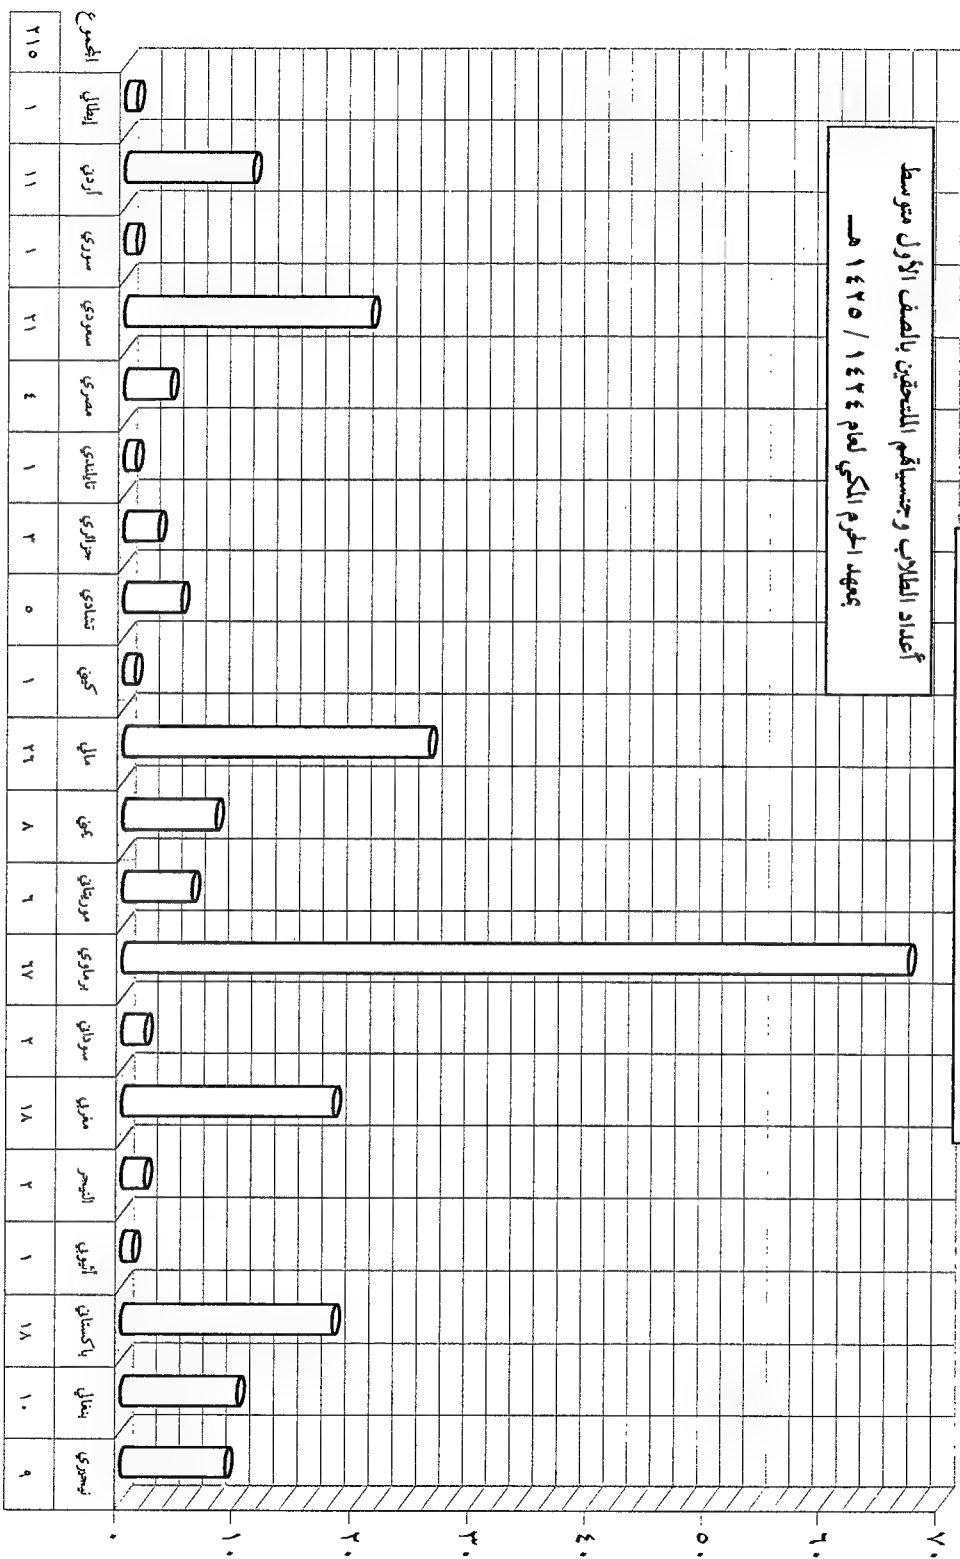 أعداد الطلاب وجنسياتهم الملتحقين بالصف الأول متوسط
بمعهد الحرم المكي لعام ١٤٢٤ / ١٤٢٥ هـ
٧٠
٦٠
٥٠
٤٠
٣٠
٢٠
١٠
٠
نيجيري بنغالي باكستاني أثيوبي النيجر مغربي سوداني برماوي موريتاني يمني مالي كيني تشادي جزائري تايلندي مصري سعودي سوري أردني إيطالي المجموع
٩ ١٠ ١٨ ١ ٢ ١٨ ٢ ٦٧ ٦ ٨ ٢٦ ١ ٥ ٣ ١ ٤ ٢١ ١ ١١ ١ ٢١٥